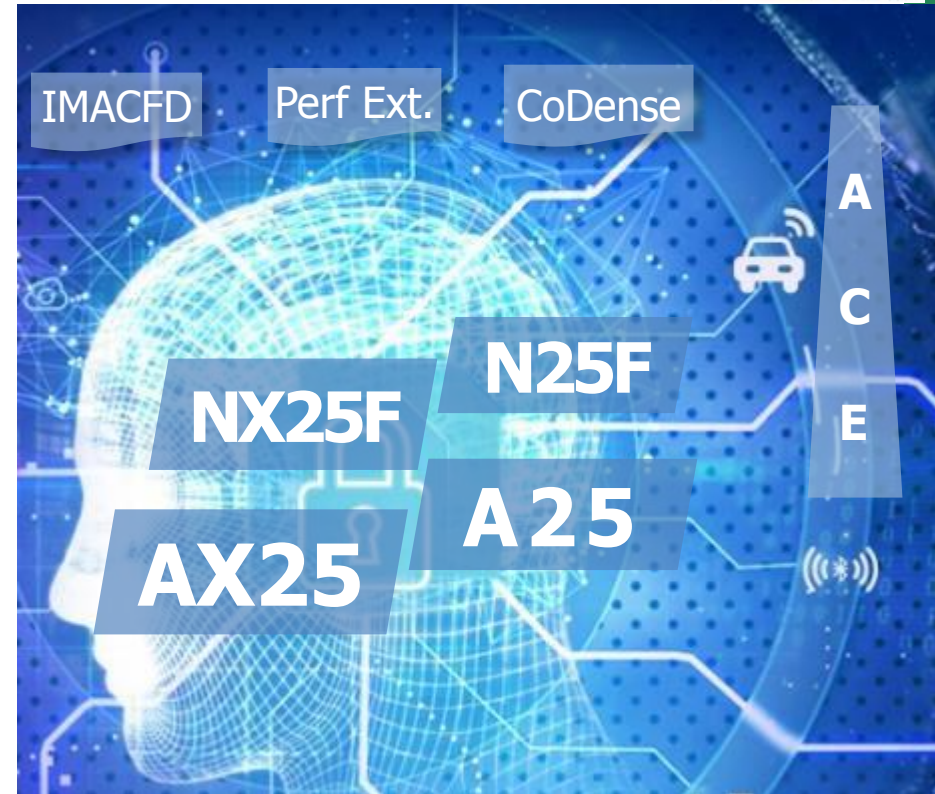 IMACFD
Perf Ext.
CoDense
A
C
E
N25F
NX25F
A25
AX25